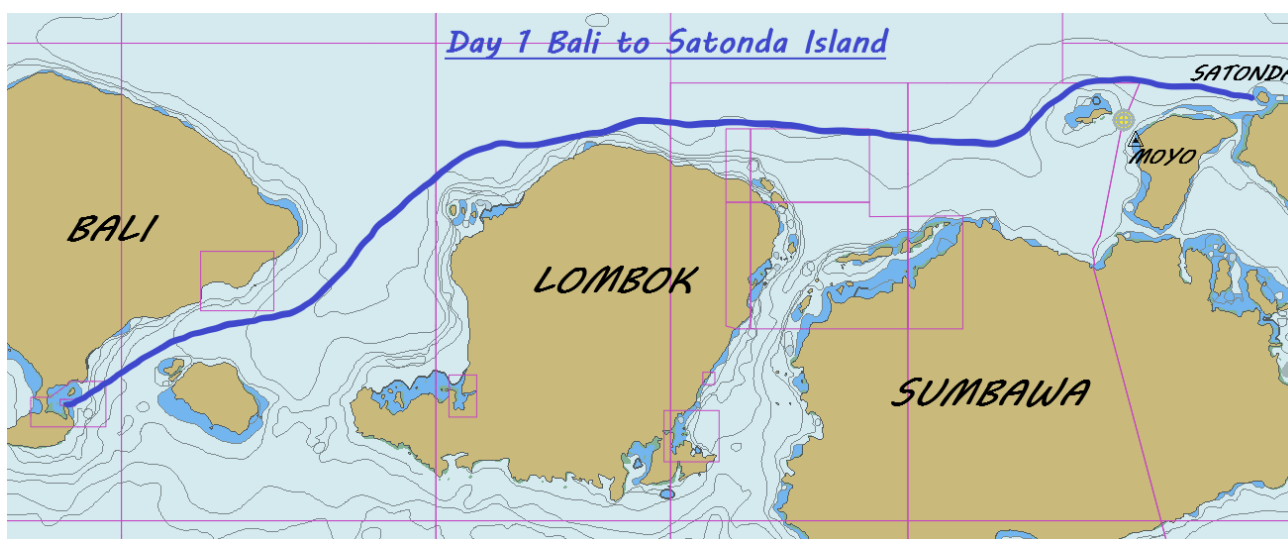 Day 1 Bali to Satonda Island
SATONDA
MOYO
BALI
LOMBOK
SUMBAWA